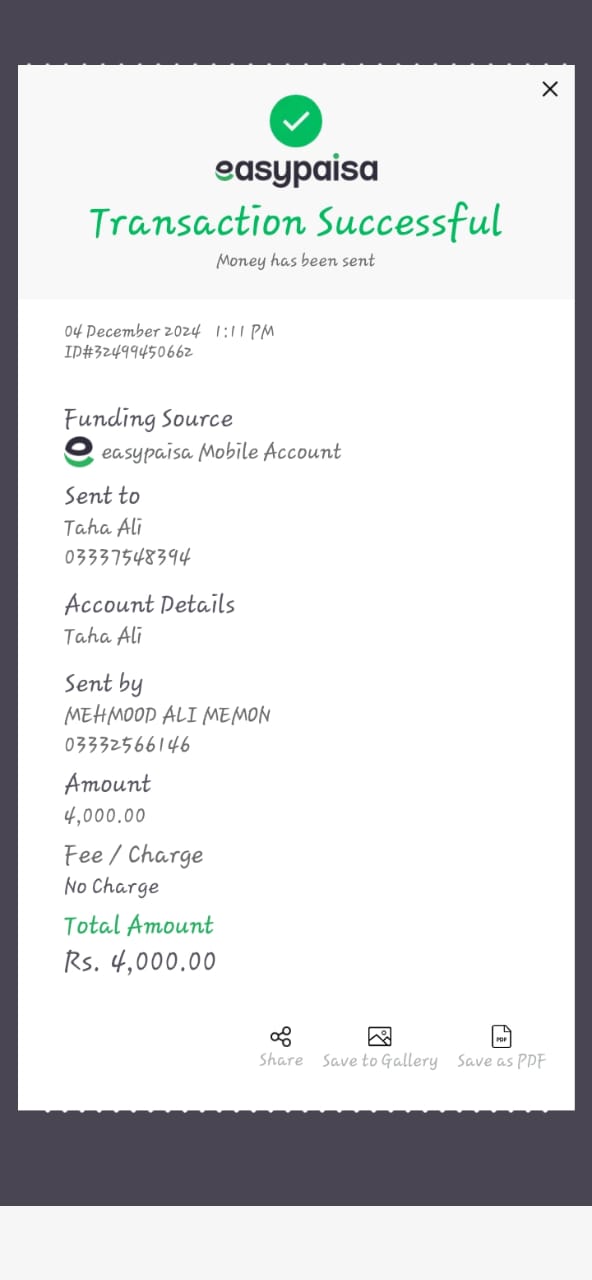 easypaisa
Transaction Successful
Money has been sent
04 December 2024 1:11 PM
ID#32499450662
Funding Source
easypaisa Mobile Account
Sent to
Taha Ali
03337548394
Account Details
Taha Ali
Sent by
MEHMOOD ALI MEMON
03332566146
Amount
4,000.00
Fee / Charge
No Charge
Total Amount
Rs. 4,000.00
PDF
Share Save to Gallery Save as PDF